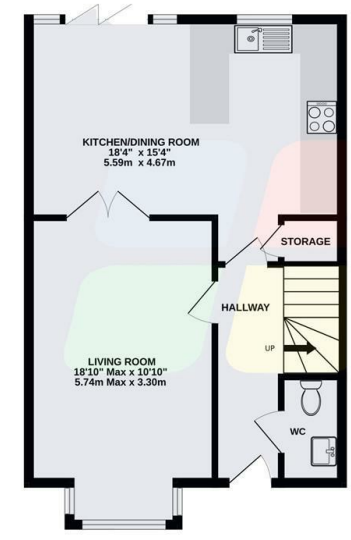 KITCHEN/DINING ROOM
18'4" x 15'4"
5.59m x 4.67m
STORAGE
HALLWAY
UP
LIVING ROOM
18'10" Max x 10'10"
5.74m Max x 3.30m
WC